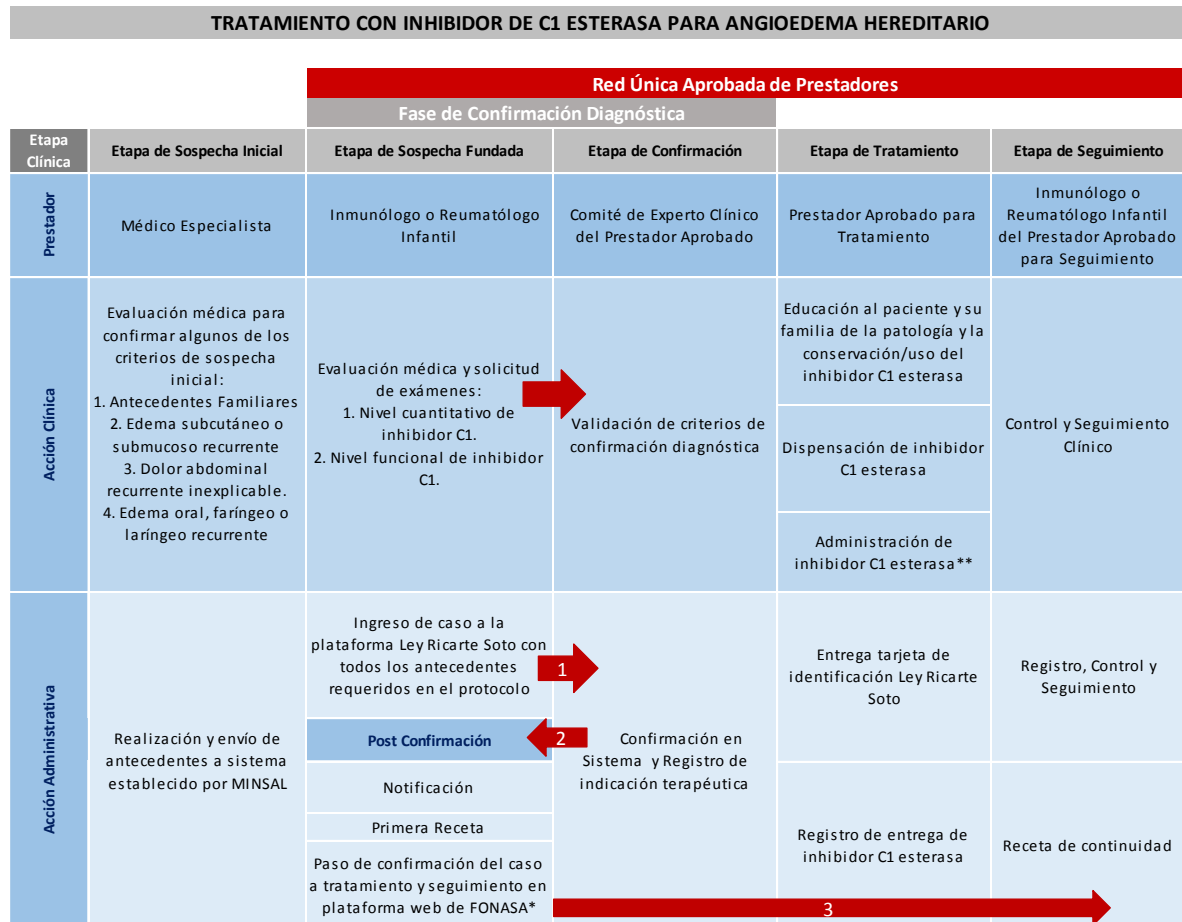 TRATAMIENTO CON INHIBIDOR DE C1 ESTERASA PARA ANGIOEDEMA HEREDITARIO
Red Única Aprobada de Prestadores
Fase de Confirmación Diagnóstica
Etapa
Clínica
Etapa de Sospecha Inicial
Etapa de Sospecha Fundada
Etapa de Confirmación
Etapa de Tratamiento
Etapa de Seguimiento
Prestador
Médico Especialista
Inmunólogo o Reumatólogo
Infantil
Comité de Experto Clínico
del Prestador Aprobado
Prestador Aprobado para
Tratamiento
Inmunólogo o
Reumatólogo Infantil
del Prestador Aprobado
para Seguimiento
Acción Clínica
Evaluación médica para
confirmar algunos de los
criterios de sospecha
inicial:
1. Antecedentes Familiares
2. Edema subcutáneo o
submucoso recurrente
3. Dolor abdominal
recurrente inexplicable.
4. Edema oral, faríngeo o
laríngeo recurrente
Evaluación médica y solicitud
de exámenes:
1. Nivel cuantitativo de
inhibidor C1.
2. Nivel funcional de inhibidor
C1.
Validación de criterios de
confirmación diagnóstica
Educación al paciente y su
familia de la patología y la
conservación/uso del
inhibidor C1 esterasa
Dispensación de inhibidor
C1 esterasa
Administración de
inhibidor C1 esterasa**
Control y Seguimiento
Clínico
Acción Administrativa
Realización y envío de
antecedentes a sistema
establecido por MINSAL
Ingreso de caso a la
plataforma Ley Ricarte Soto con
todos los antecedentes
requeridos en el protocolo
1
Post Confirmación
2
Notificación
Primera Receta
Paso de confirmación del caso
a tratamiento y seguimiento en
plataforma web de FONASA*
Confirmación en
Sistema y Registro de
indicación terapéutica
Entrega tarjeta de
identificación Ley Ricarte
Soto
Registro de entrega de
inhibidor C1 esterasa
Registro, Control y
Seguimiento
Receta de continuidad
3